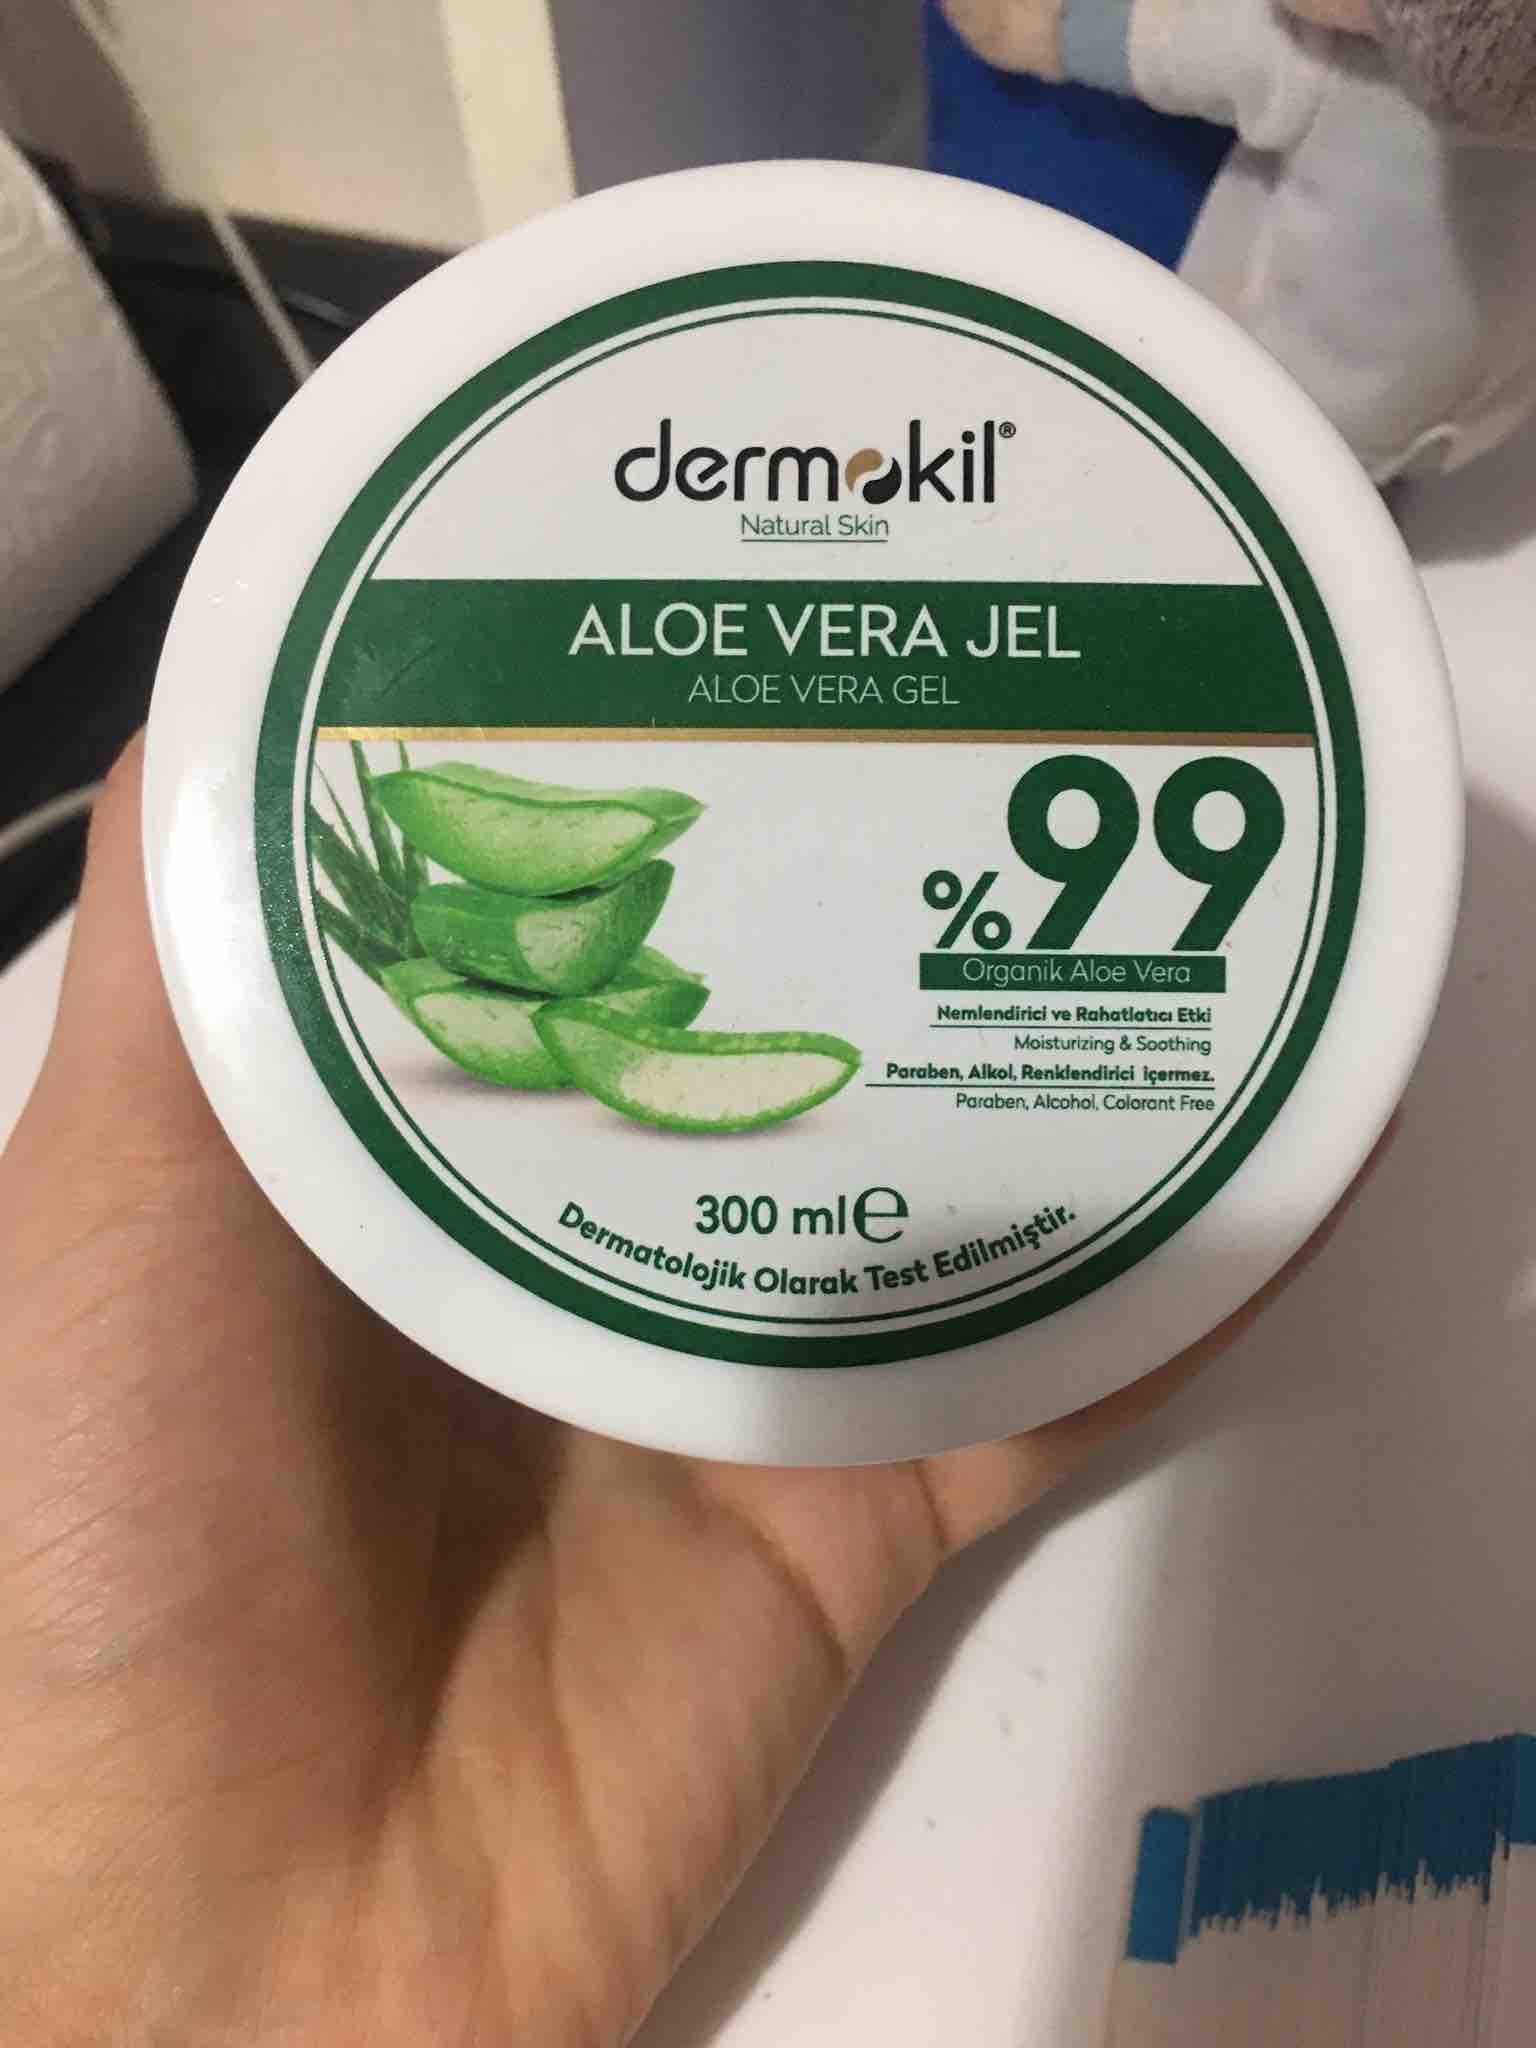 dermokil®
Natural Skin
ALOE VERA JEL
ALOE VERA GEL
%99
Organik Aloe Vera
Nemlendirici ve Rahatlatıcı Etki
Moisturizing & Soothing
Paraben, Alkol, Renklendirici içermez.
Paraben, Alcohol, Colorant Free
300 ml ℮
Dermatolojik Olarak Test Edilmiştir.